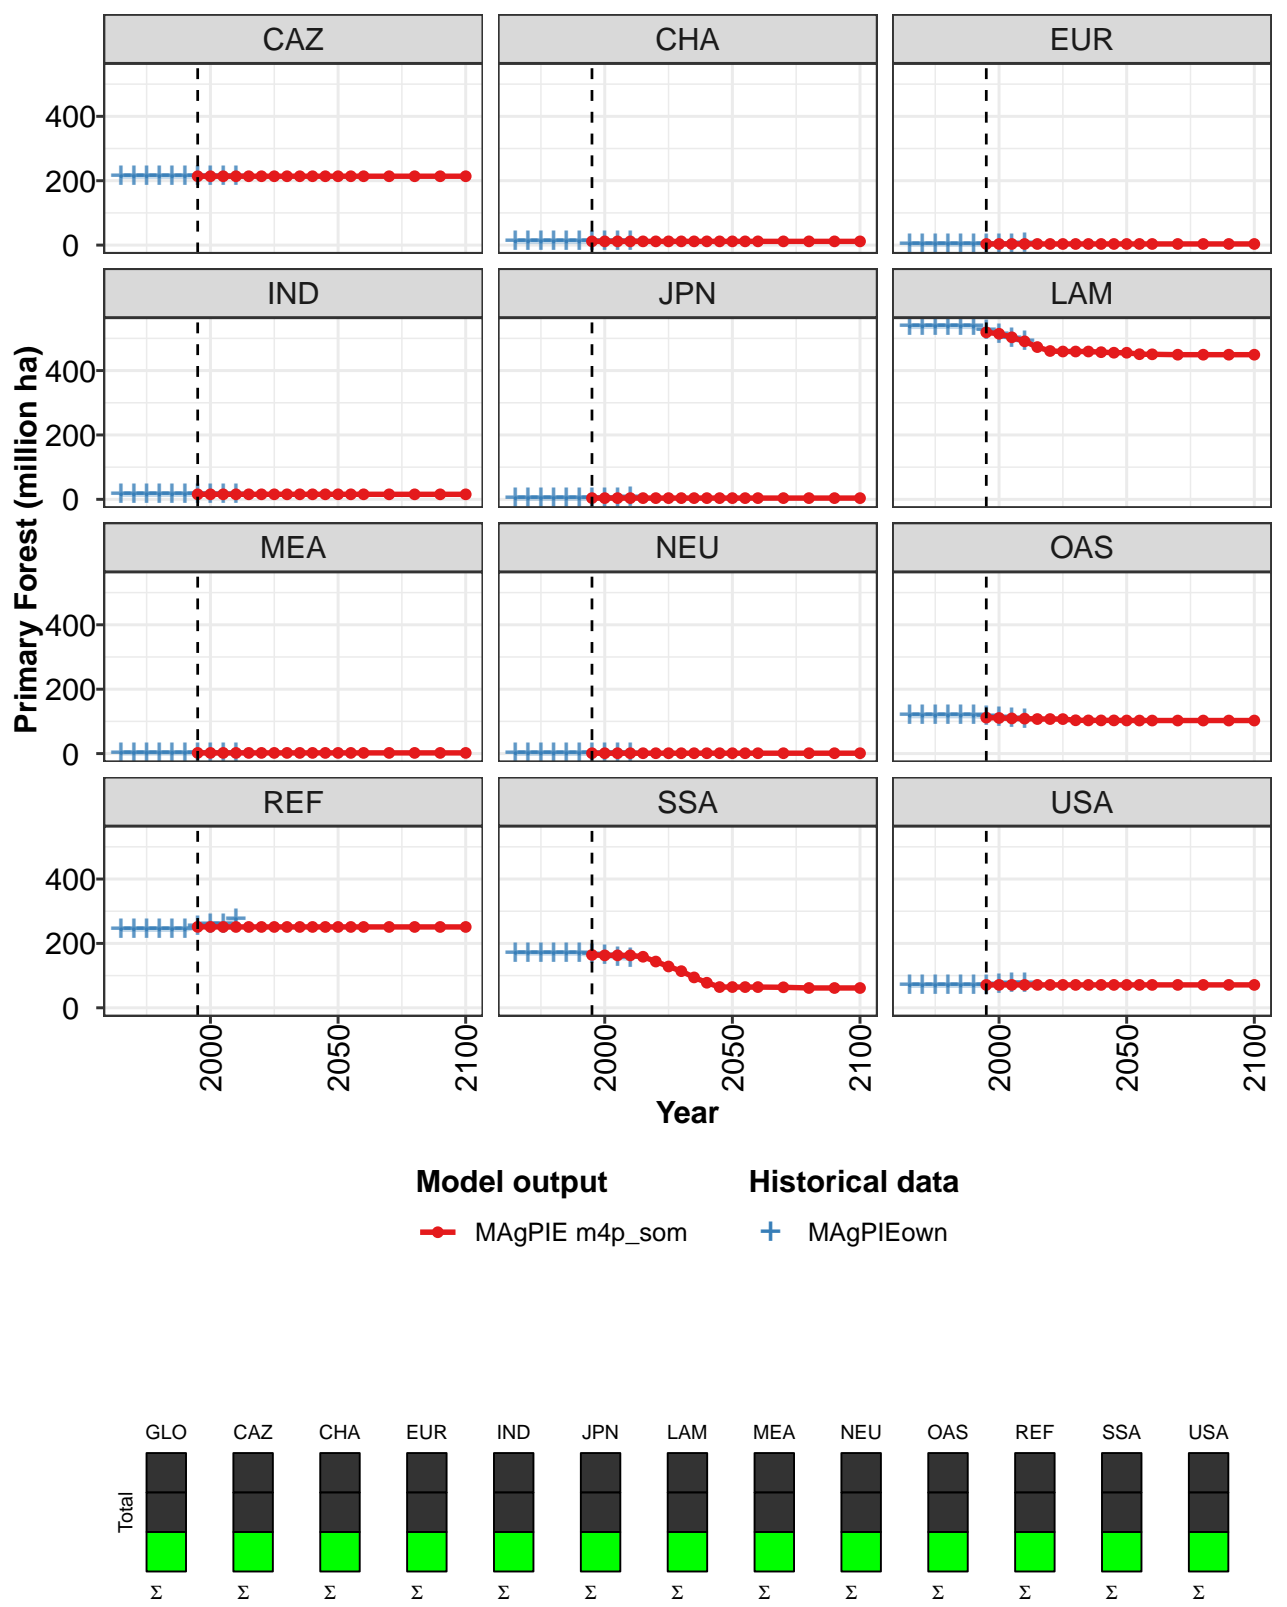 CAZ CHA EUR
400
200
0
IND JPN LAM
400
200
0
MEA NEU OAS
400
200
0
REF SSA USA
400
200
0
Primary Forest (million ha)
2000 2050 2100 2000 2050 2100 2000 2050 2100
Year
Model output Historical data
MAgPIE m4p_som MAgPIEown
GLO CAZ CHA EUR IND JPN LAM MEA NEU OAS REF SSA USA
Total
Σ Σ Σ Σ Σ Σ Σ Σ Σ Σ Σ Σ Σ